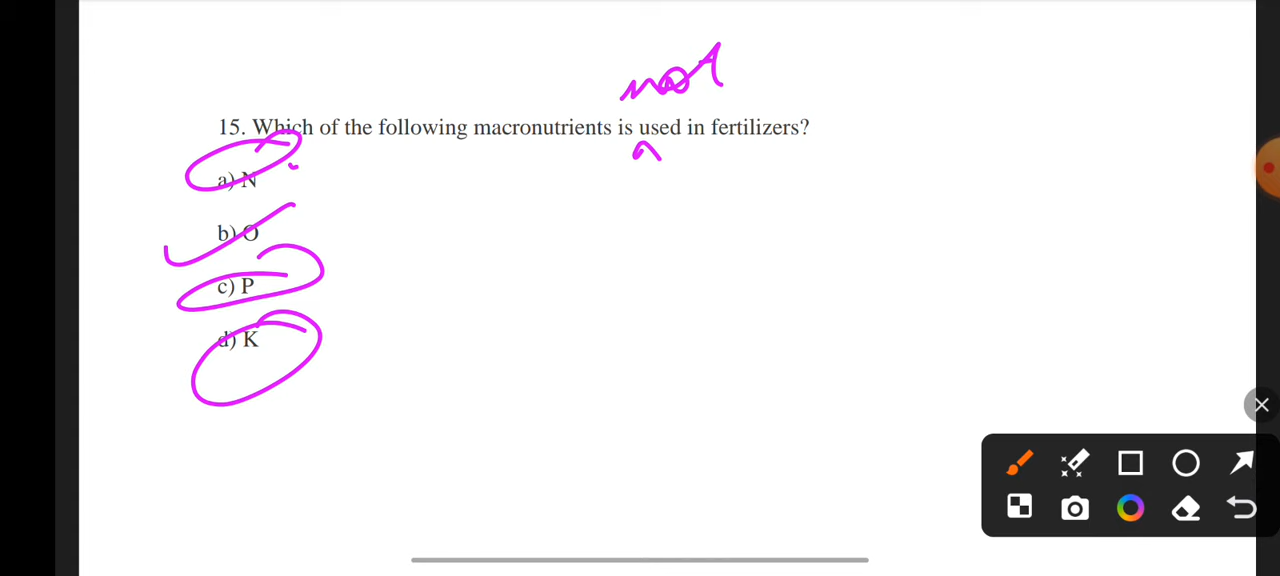 not
15. Which of the following macronutrients is used in fertilizers?
a) N
b) O
c) P
d) K